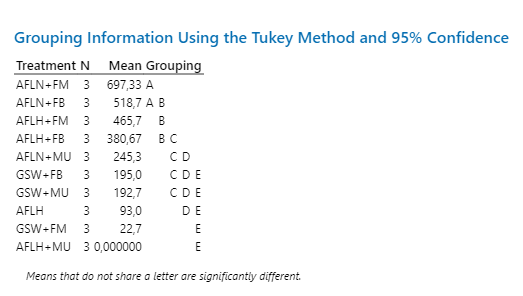 Grouping Information Using the Tukey Method and 95% Confidence
Treatment N Mean Grouping
AFLN+FM 3 697,33 A
AFLN+FB 3 518,7 A B
AFLH+FM 3 465,7 B
AFLH+FB 3 380,67 B C
AFLN+MU 3 245,3 C D
GSW+FB 3 195,0 C D E
GSW+MU 3 192,7 C D E
AFLH 3 93,0 D E
GSW+FM 3 22,7 E
AFLH+MU 3 0,000000 E
Means that do not share a letter are significantly different.